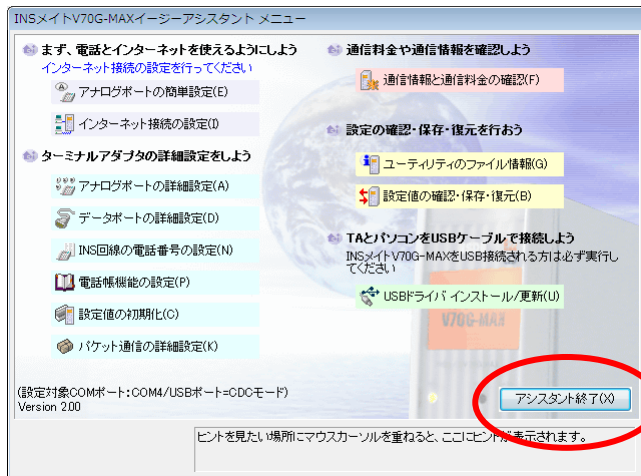 INSメイトV70G-MAXイージーアシスタント メニュー
まず、電話とインターネットを使えるようにしよう
インターネット接続の設定を行ってください
アナログポートの簡単設定(E)
インターネット接続の設定(I)
ターミナルアダプタの詳細設定をしよう
アナログポートの詳細設定(A)
データポートの詳細設定(D)
INS回線の電話番号の設定(N)
電話帳機能の設定(P)
設定値の初期化(C)
パケット通信の詳細設定(K)
通信料金や通信情報を確認しよう
通信情報と通信料金の確認(F)
設定の確認・保存・復元を行おう
ユーティリティのファイル情報(G)
設定値の確認・保存・復元(B)
TAとパソコンをUSBケーブルで接続しよう
INSメイトV70G-MAXをUSB接続される方は必ず実行し
てください
USBドライバ インストール/更新(U)
V70G-MAX
(設定対象COMポート:COM4/USBポート=CDCモード)
Version 2.00
アシスタント終了(X)
ヒントを見たい場所にマウスカーソルを重ねると、ここにヒントが表示されます。